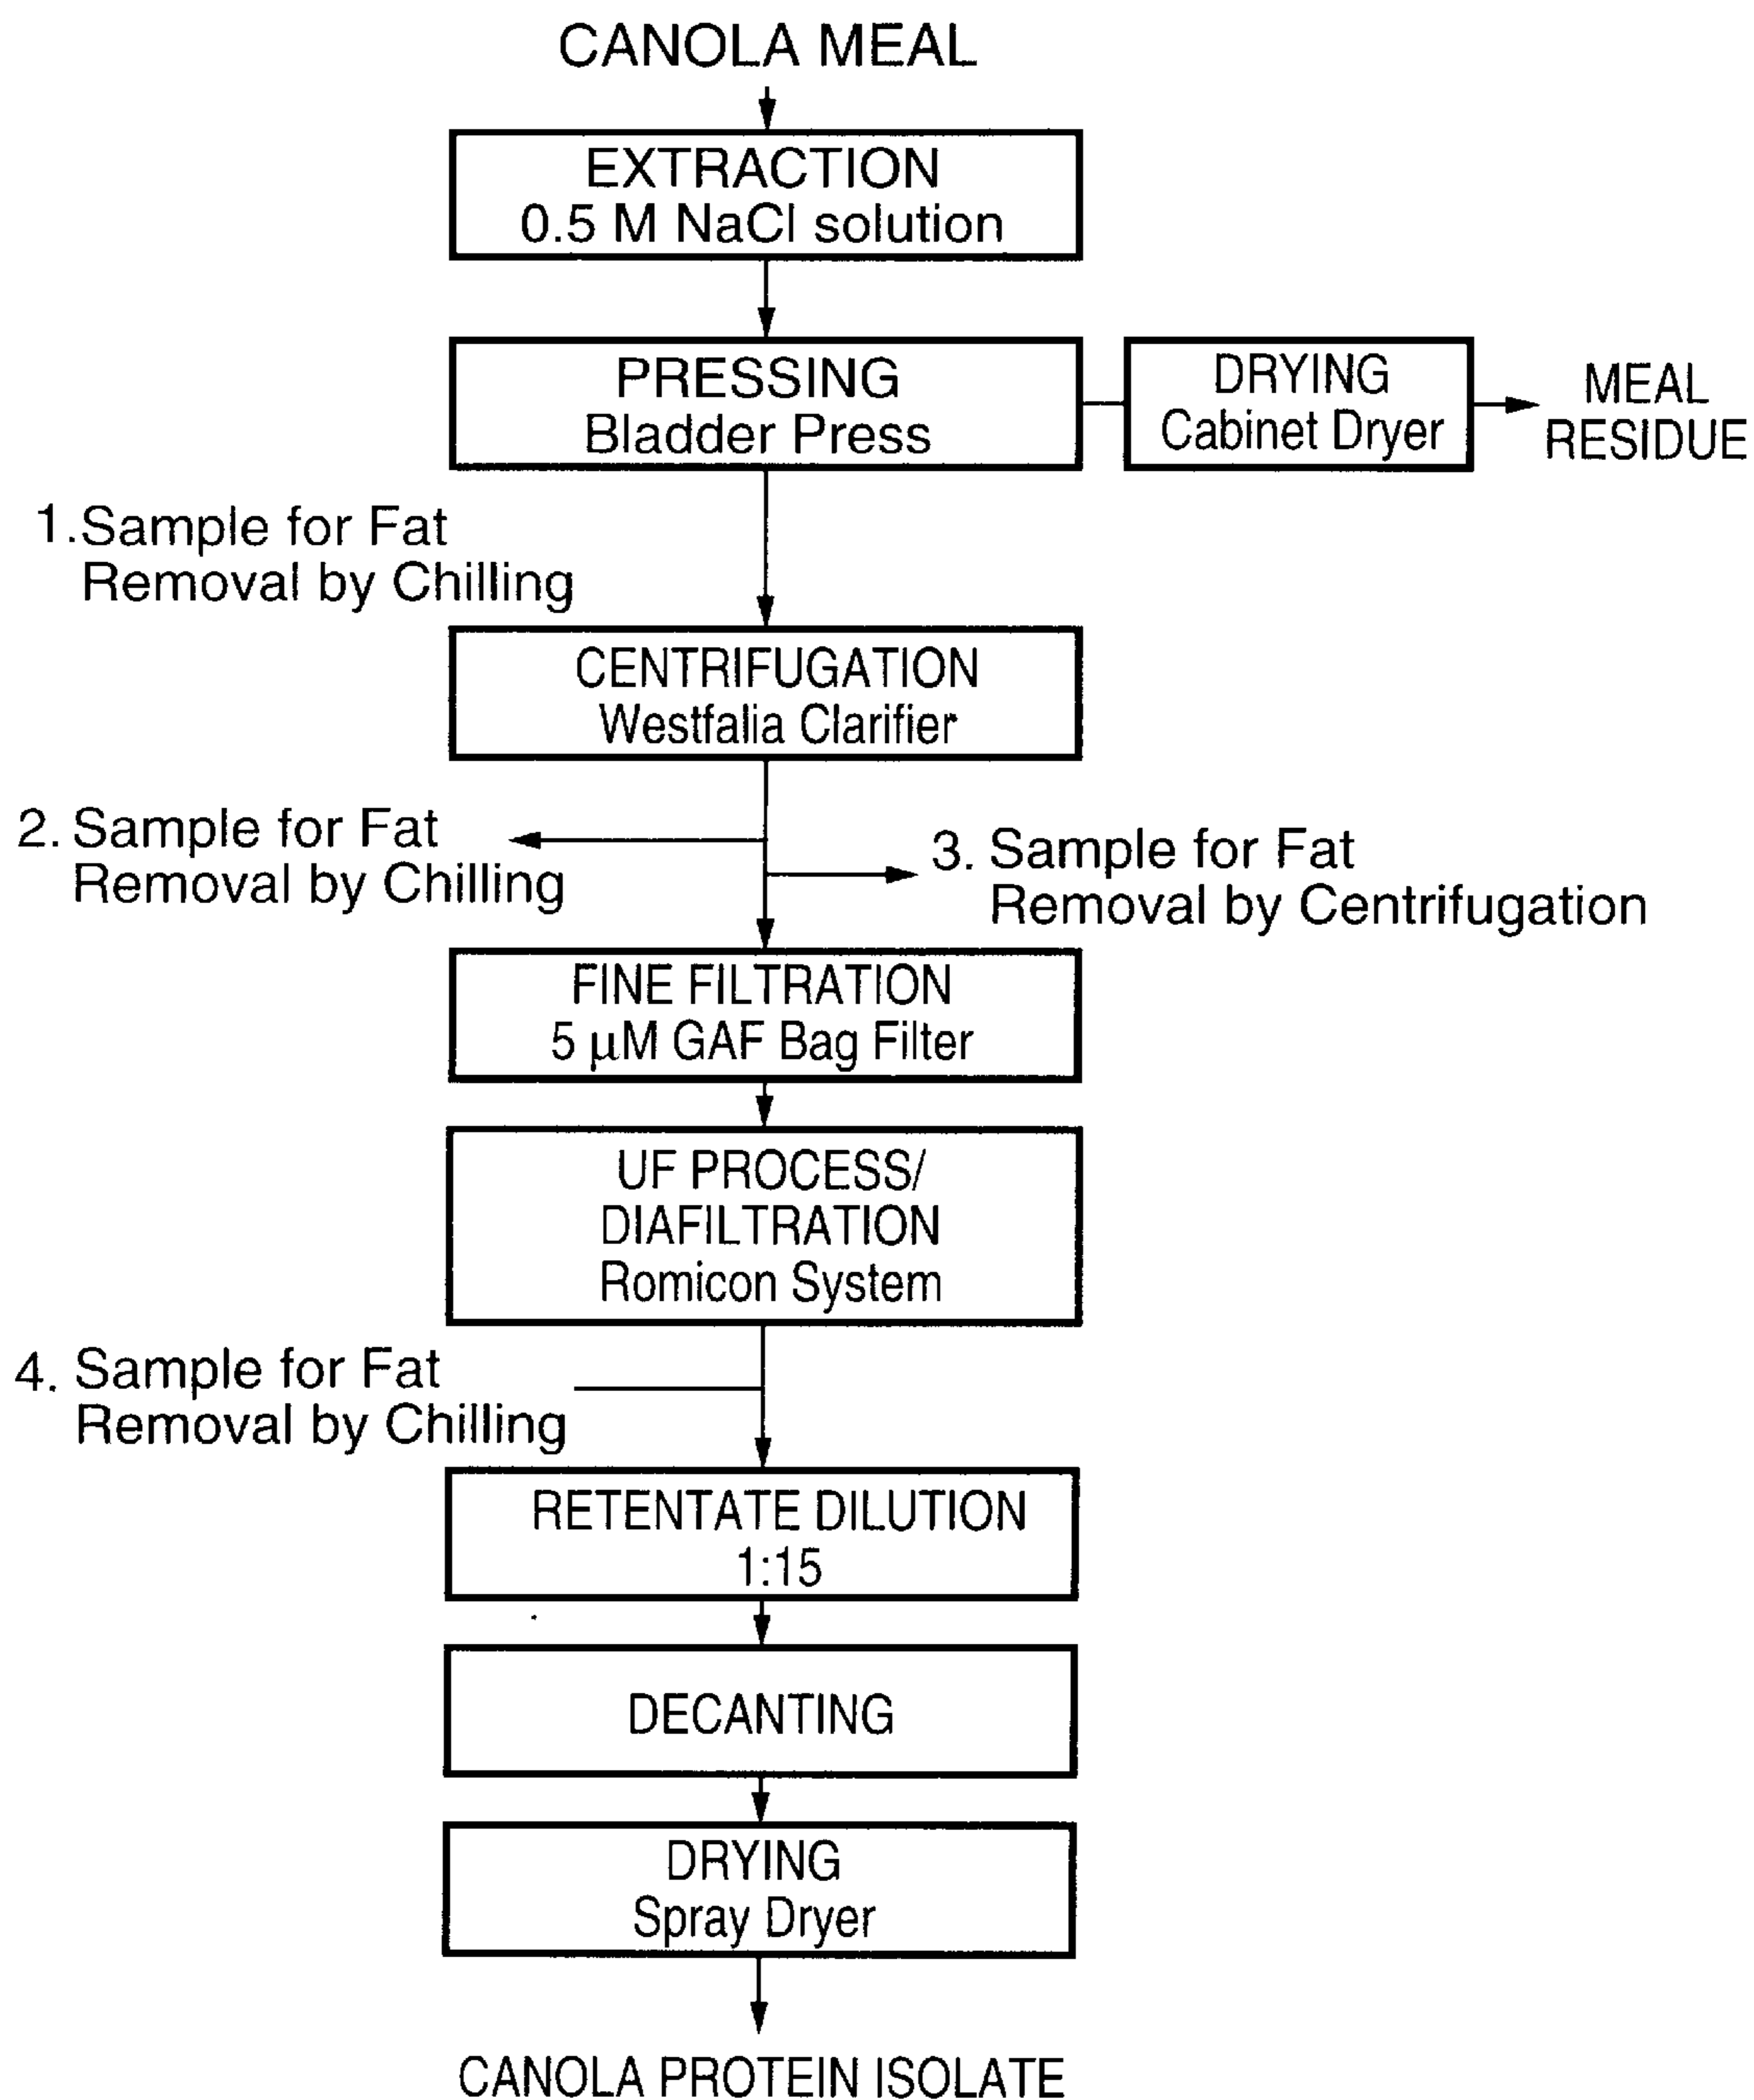 CANOLA MEAL
EXTRACTION
0.5 M NaCl solution
PRESSING
Bladder Press
DRYING
Cabinet Dryer
MEAL
RESIDUE
1. Sample for Fat
Removal by Chilling
CENTRIFUGATION
Westfalia Clarifier
2. Sample for Fat
Removal by Chilling
3. Sample for Fat
Removal by Centrifugation
FINE FILTRATION
5 μM GAF Bag Filter
UF PROCESS/
DIAFILTRATION
Romicon System
4. Sample for Fat
Removal by Chilling
RETENTATE DILUTION
1:15
DECANTING
DRYING
Spray Dryer
CANOLA PROTEIN ISOLATE